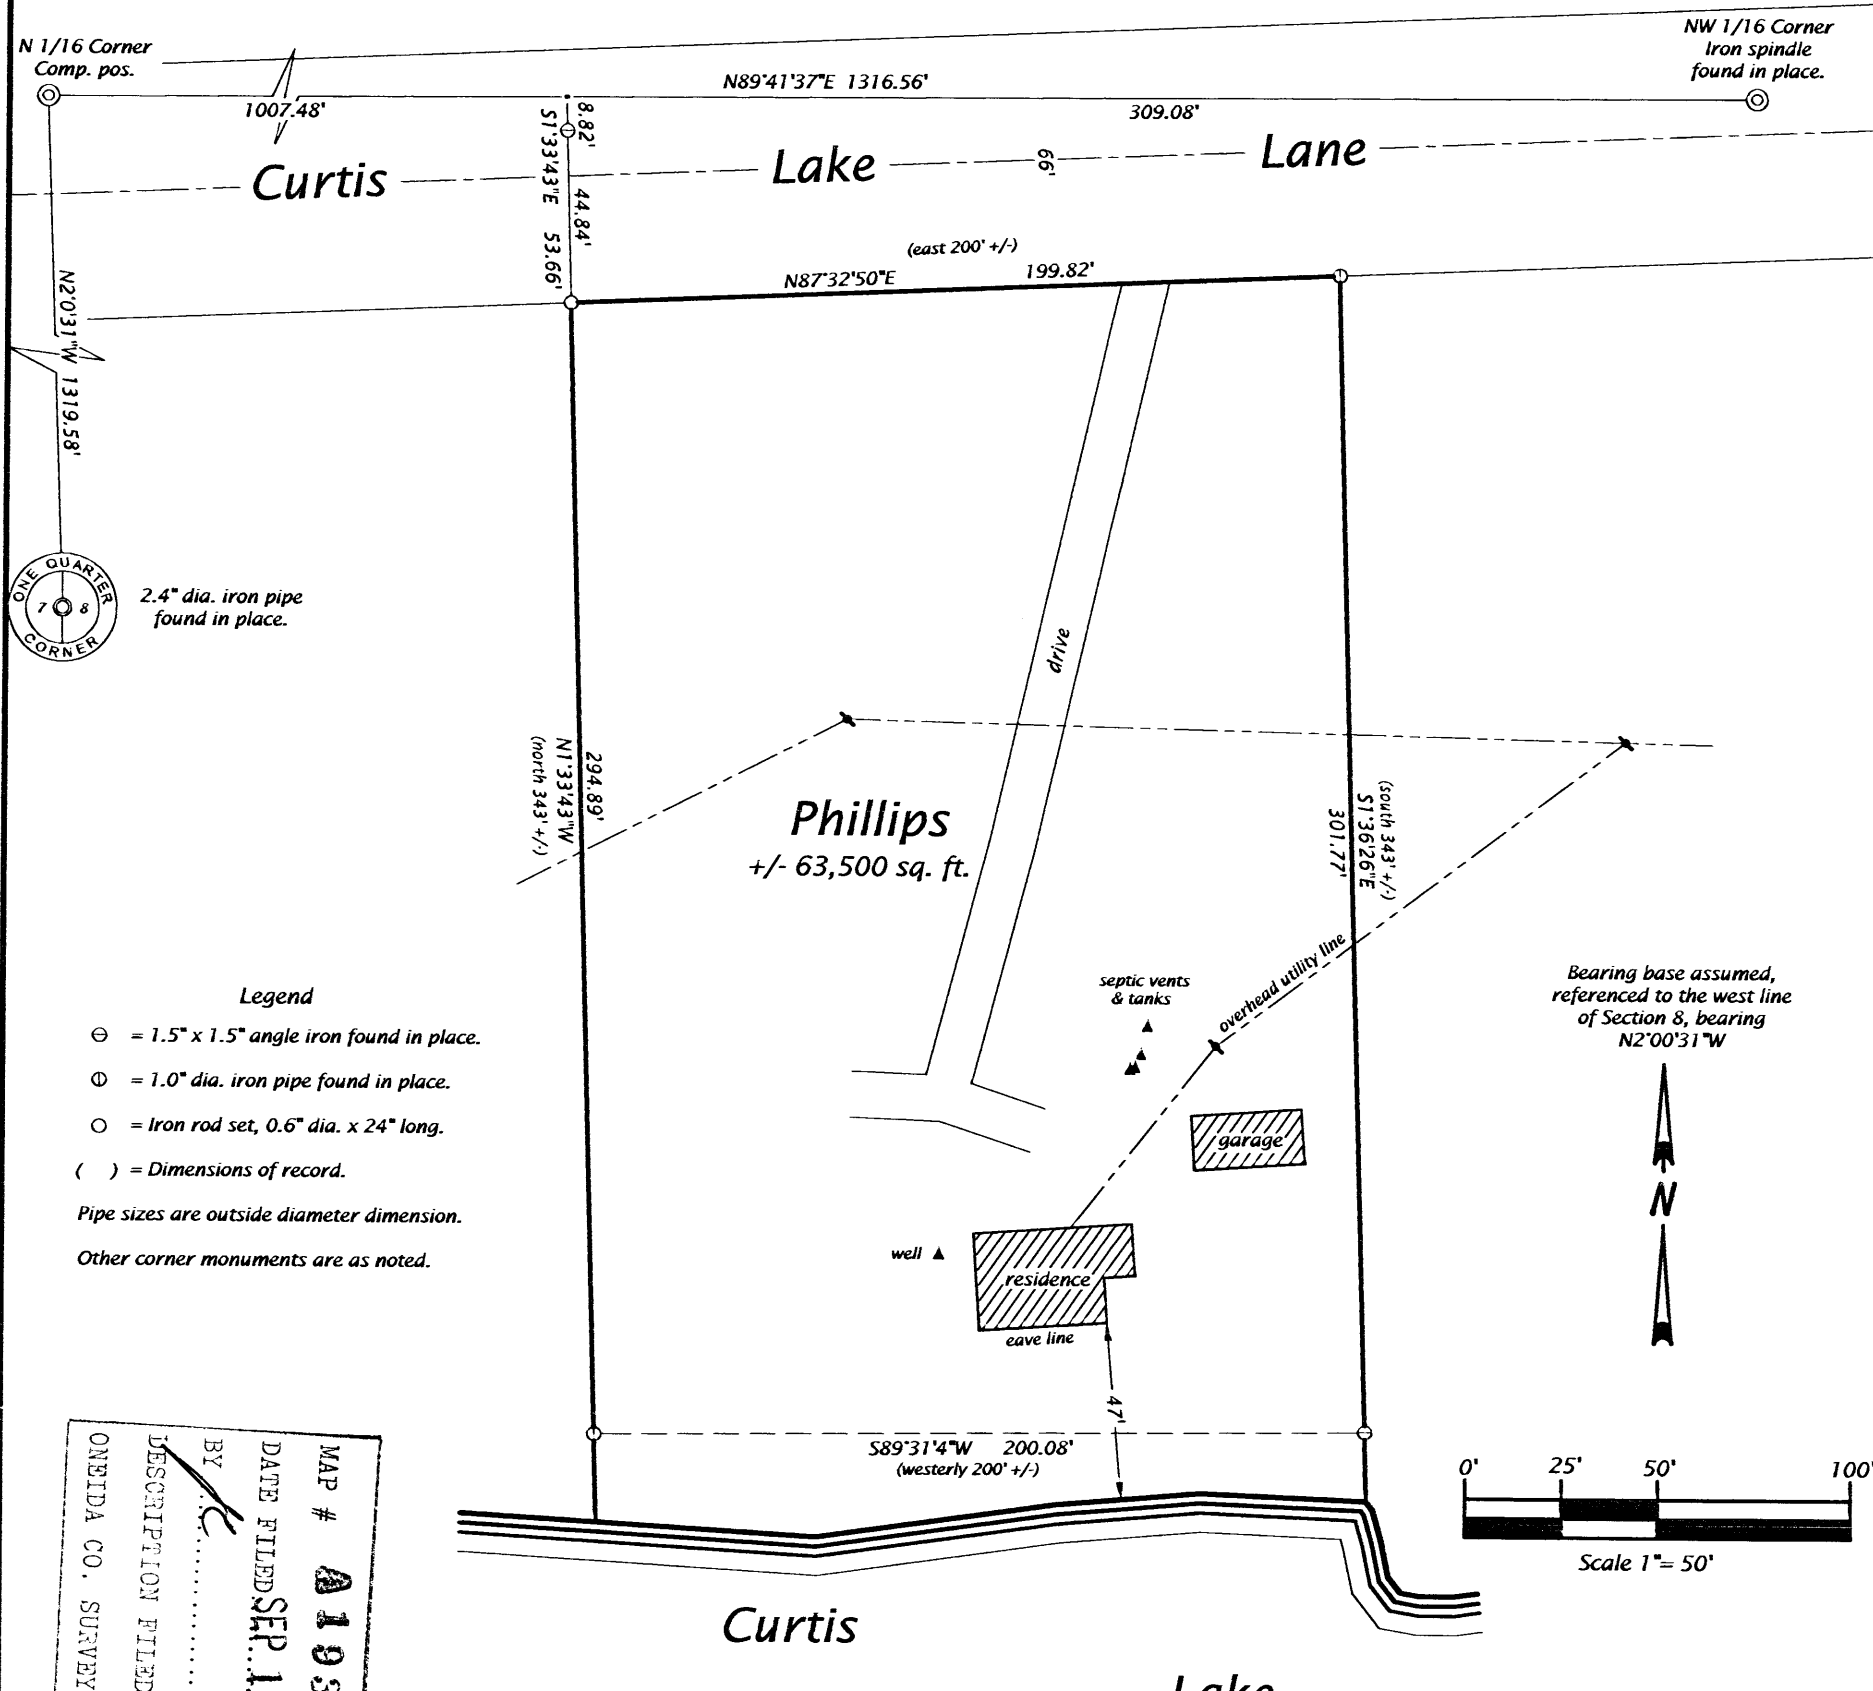 N 1/16 Corner
Comp. pos.
NW 1/16 Corner
Iron spindle
found in place.
N89°41'37"E 1316.56'
1007.48'
309.08'
8.82'
S1°33'43"E 53.66'
44.84'
Curtis Lake Lane
66'
(east 200' +/-)
N87°32'50"E 199.82'
N2°0'31"W 1319.58'
ONE QUARTER
7 8
CORNER
2.4" dia. iron pipe
found in place.
drive
294.89'
N1°33'43"W
(north 343' +/-)
Phillips
+/- 63,500 sq. ft.
(south 343' +/-)
S1°36'26"E
301.77'
overhead utility line
septic vents
& tanks
garage
well
residence
eave line
47'
S89°31'4"W 200.08'
(westerly 200' +/-)
Legend
= 1.5" x 1.5" angle iron found in place.
= 1.0" dia. iron pipe found in place.
= Iron rod set, 0.6" dia. x 24" long.
( ) = Dimensions of record.
Pipe sizes are outside diameter dimension.
Other corner monuments are as noted.
Bearing base assumed,
referenced to the west line
of Section 8, bearing
N2°00'31"W
N
0' 25' 50' 100'
Scale 1"= 50'
MAP # A193
DATE FILED SEP 1
BY
DESCRIPTION FILED
ONEIDA CO. SURVEY
Curtis
Lake